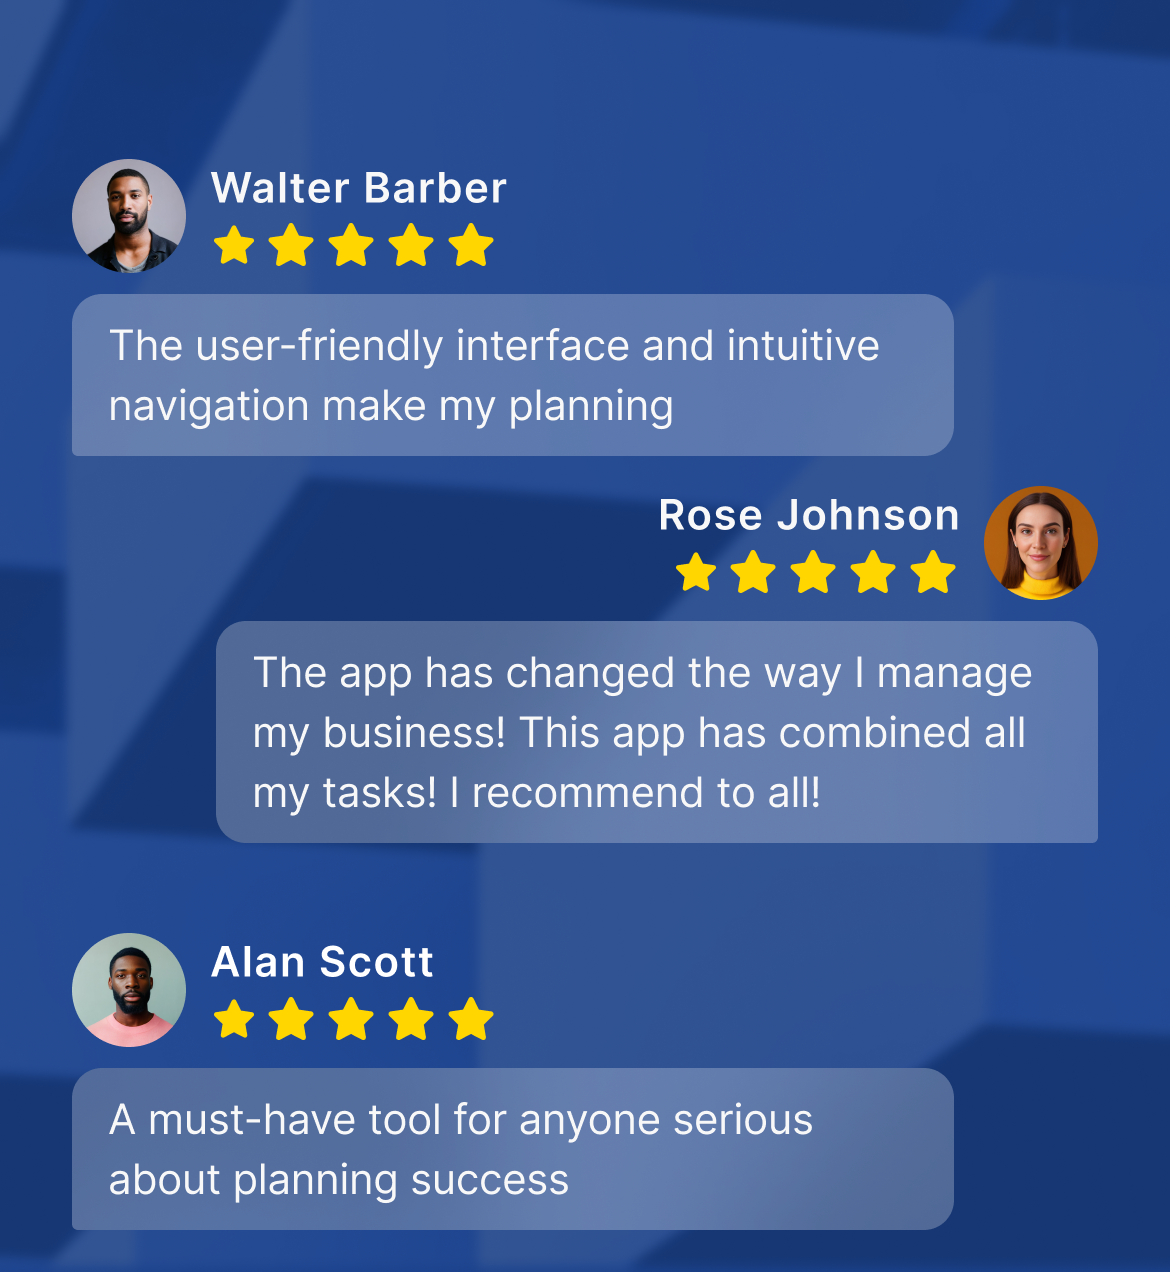 Walter Barber
The user-friendly interface and intuitive
navigation make my planning
Rose Johnson
The app has changed the way I manage
my business! This app has combined all
my tasks! I recommend to all!
Alan Scott
A must-have tool for anyone serious
about planning success